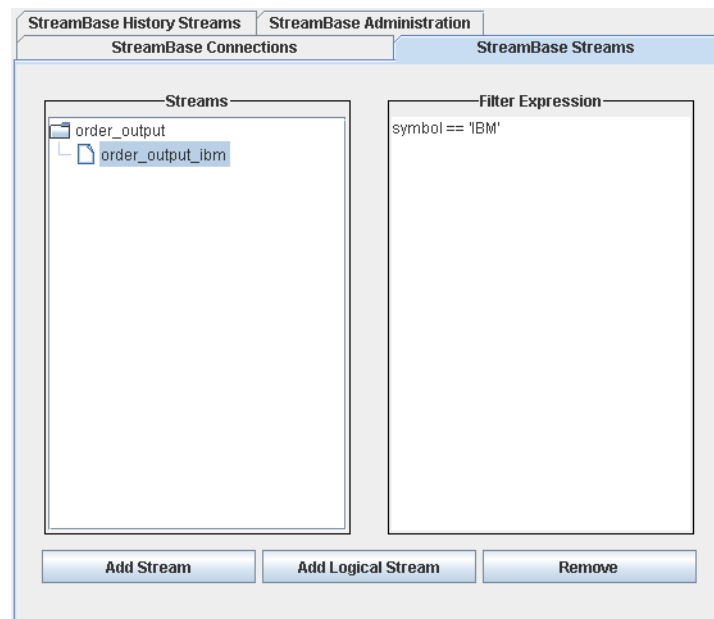 StreamBase History Streams StreamBase Administration
StreamBase Connections StreamBase Streams
Streams Filter Expression
order_output symbol == 'IBM'
order_output_ibm
Add Stream Add Logical Stream Remove